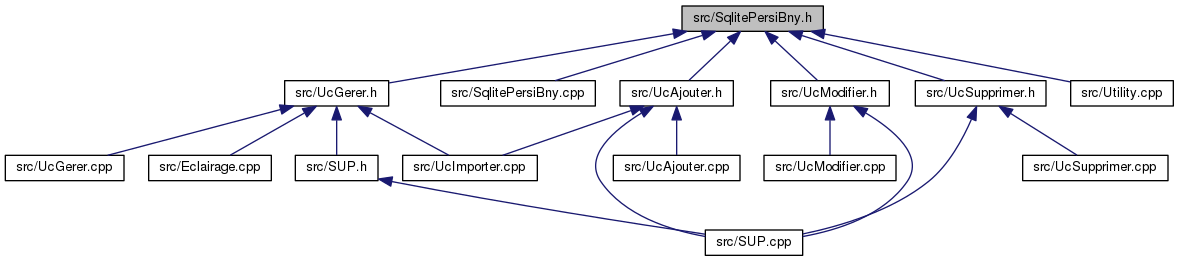 src/SqlitePersiBny.h
src/UcGerer.h
src/SqlitePersiBny.cpp
src/UcAjouter.h
src/UcModifier.h
src/UcSupprimer.h
src/Utility.cpp
src/UcGerer.cpp
src/Eclairage.cpp
src/SUP.h
src/UcImporter.cpp
src/UcAjouter.cpp
src/UcModifier.cpp
src/UcSupprimer.cpp
src/SUP.cpp